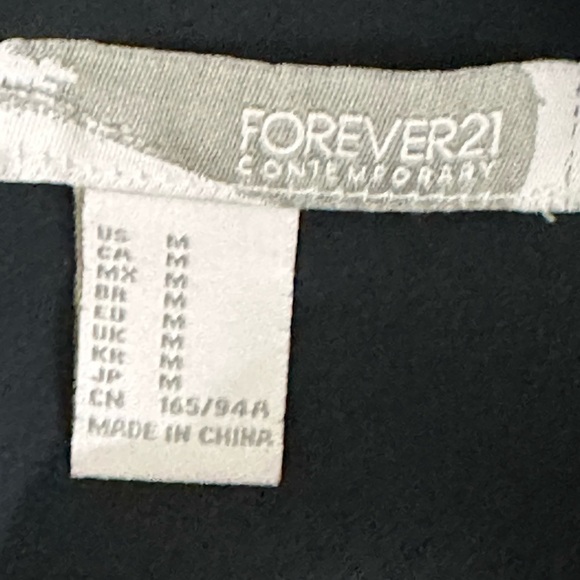 FOREVER21
CONTEMPORARY
US M
CA M
MX M
BR M
EU M
UK M
KR M
JP M
CN 165/94A
MADE IN CHINA